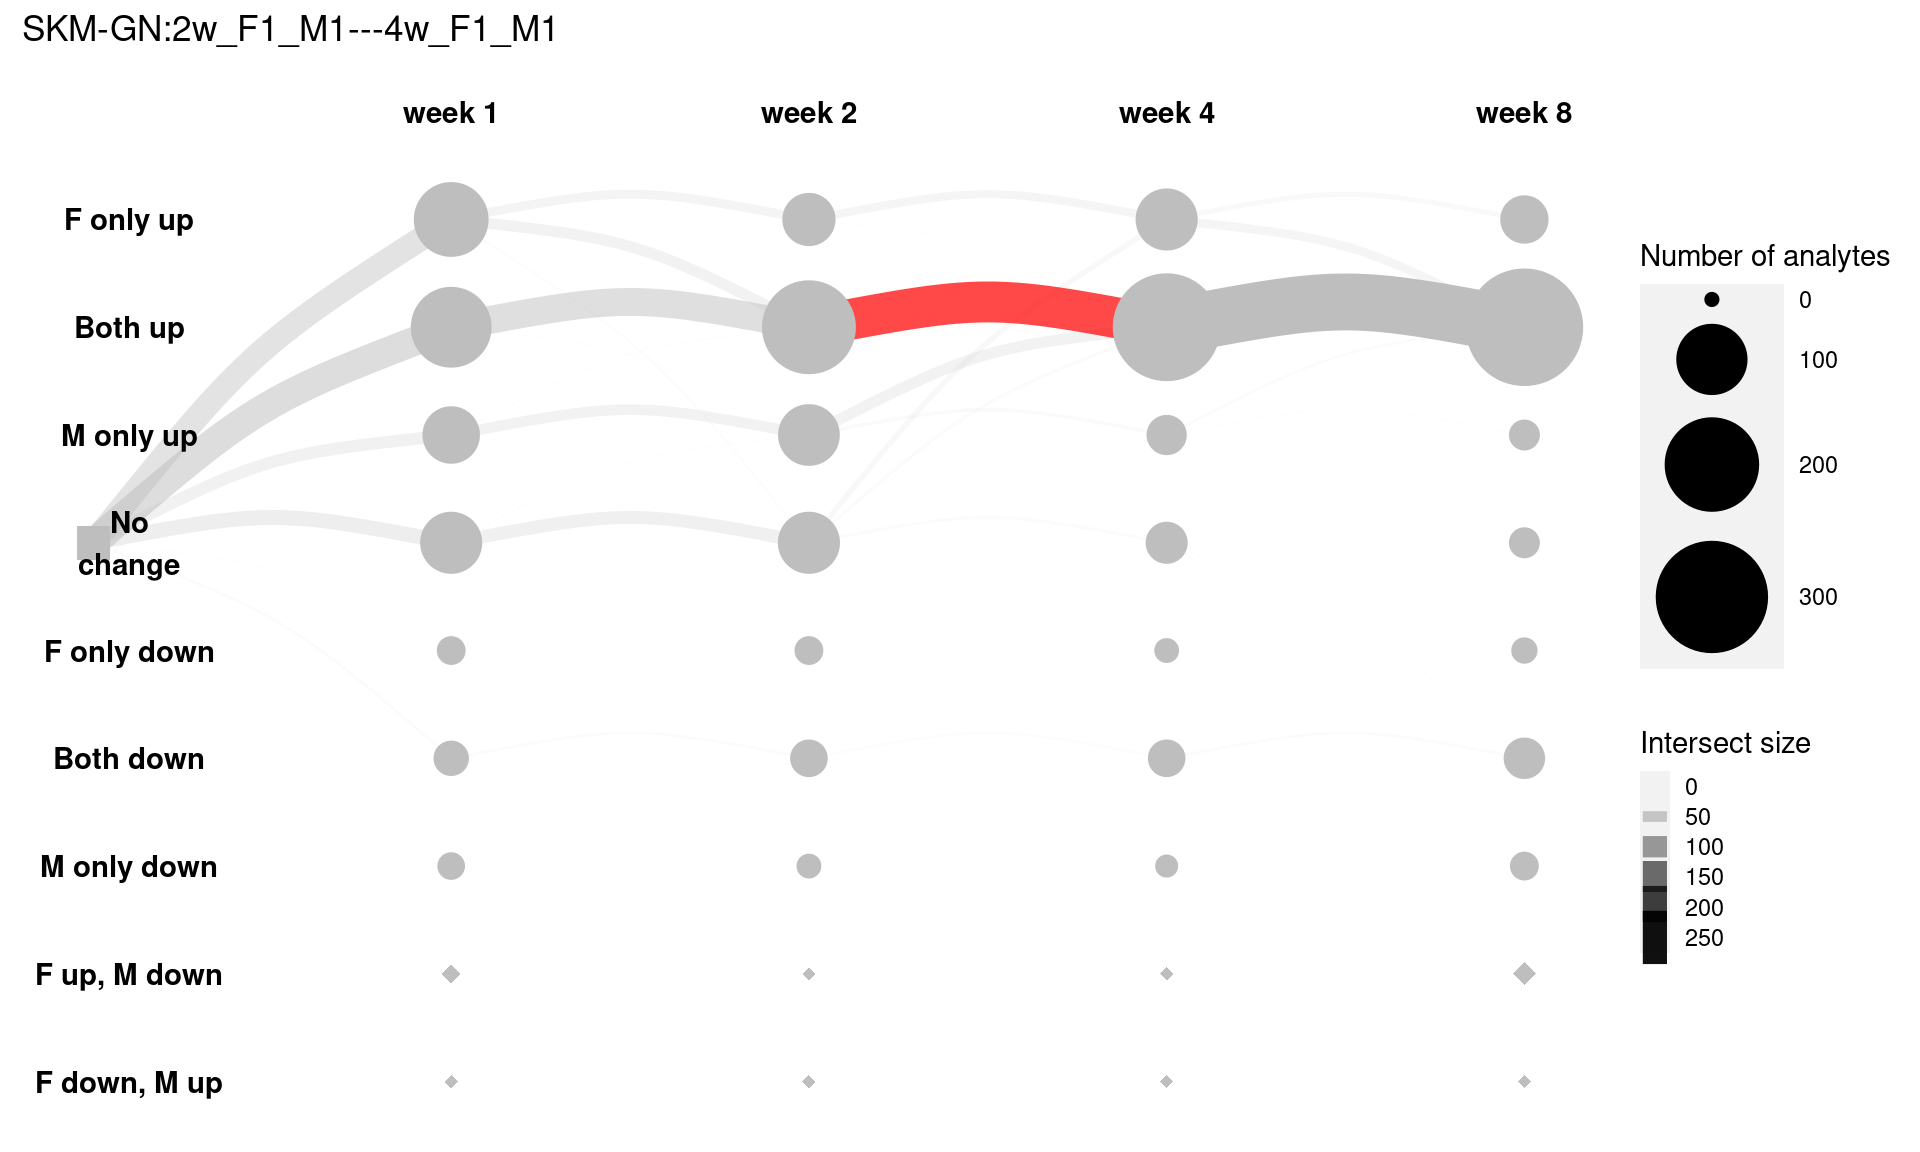 SKM-GN:2w_F1_M1---4w_F1_M1
week 1
week 2
week 4
week 8
F only up
Both up
M only up
No
change
F only down
Both down
M only down
F up, M down
F down, M up
Number of analytes
0
100
200
300
Intersect size
0
50
100
150
200
250